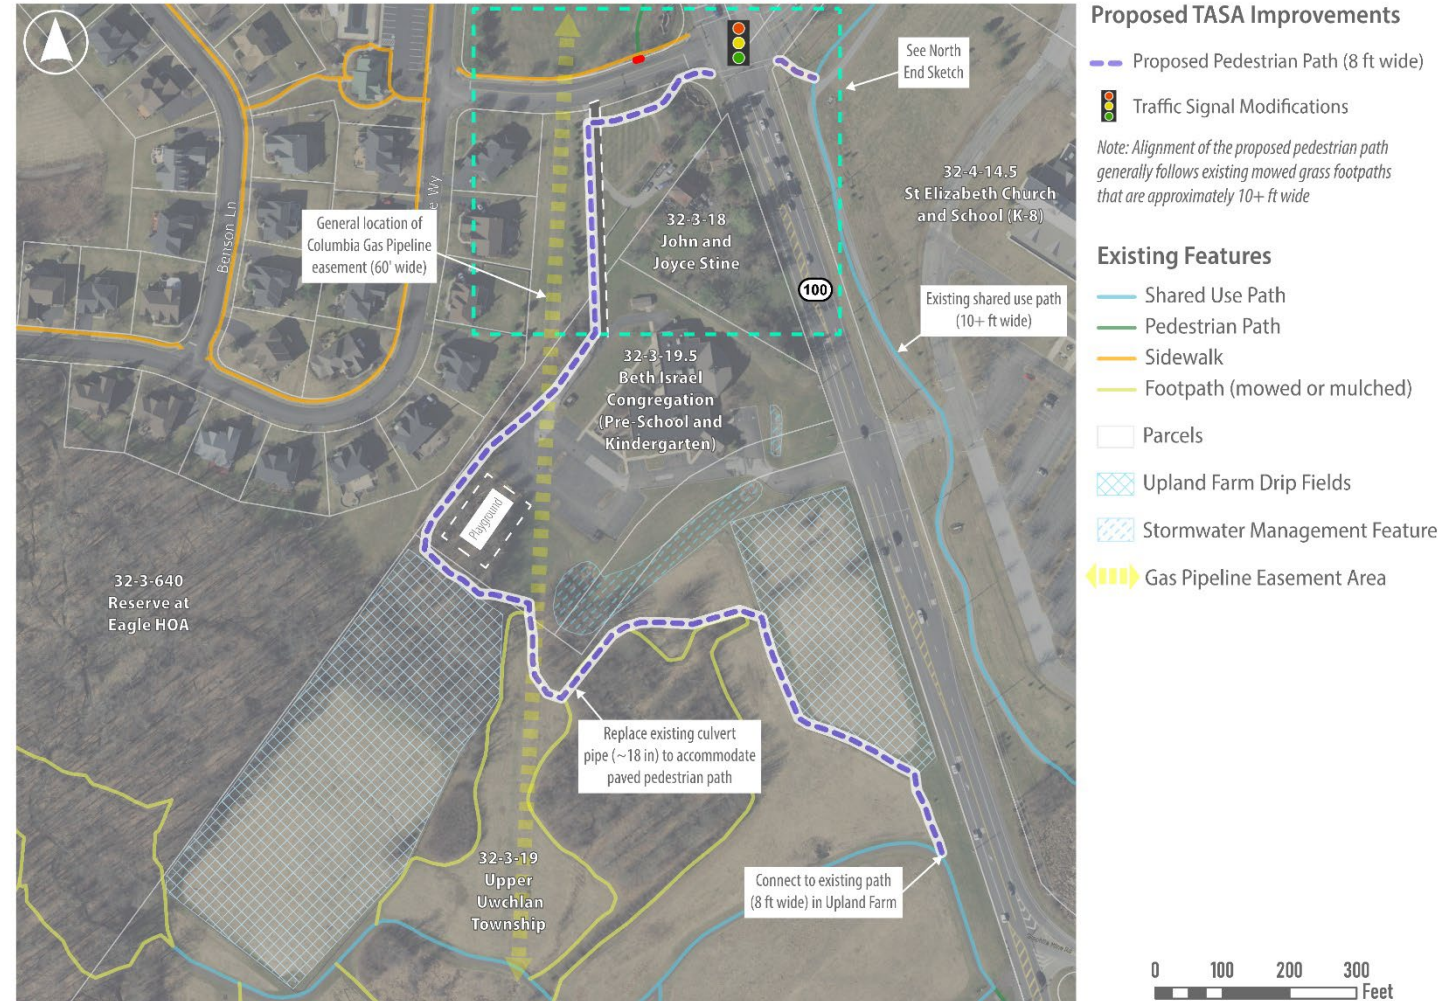 See North
End Sketch
32-4-14.5
St Elizabeth Church
and School (K-8)
General location of
Columbia Gas Pipeline
easement (60' wide)
Benson Ln
Wy
32-3-18
John and
Joyce Stine
100
Existing shared use path
(10+ ft wide)
32-3-19.5
Beth Israel
Congregation
(Pre-School and
Kindergarten)
Playground
32-3-640
Reserve at
Eagle HOA
Replace existing culvert
pipe (~18 in) to accommodate
paved pedestrian path
32-3-19
Upper
Uwchlan
Township
Connect to existing path
(8 ft wide) in Upland Farm
Proposed TASA Improvements
Proposed Pedestrian Path (8 ft wide)
Traffic Signal Modifications
Note: Alignment of the proposed pedestrian path
generally follows existing mowed grass footpaths
that are approximately 10+ ft wide
Existing Features
Shared Use Path
Pedestrian Path
Sidewalk
Footpath (mowed or mulched)
Parcels
Upland Farm Drip Fields
Stormwater Management Feature
Gas Pipeline Easement Area
0 100 200 300
Feet